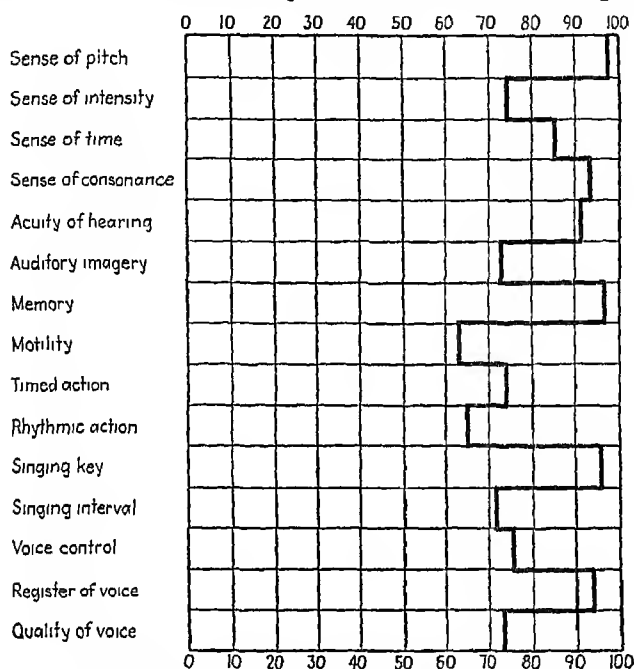 0 10 20 30 40 50 60 70 80 90 100
Sense of pitch
Sense of intensity
Sense of time
Sense of consonance
Acuity of hearing
Auditory imagery
Memory
Motility
Timed action
Rhythmic action
Singing key
Singing interval
Voice control
Register of voice
Quality of voice
0 10 20 30 40 50 60 70 80 90 100